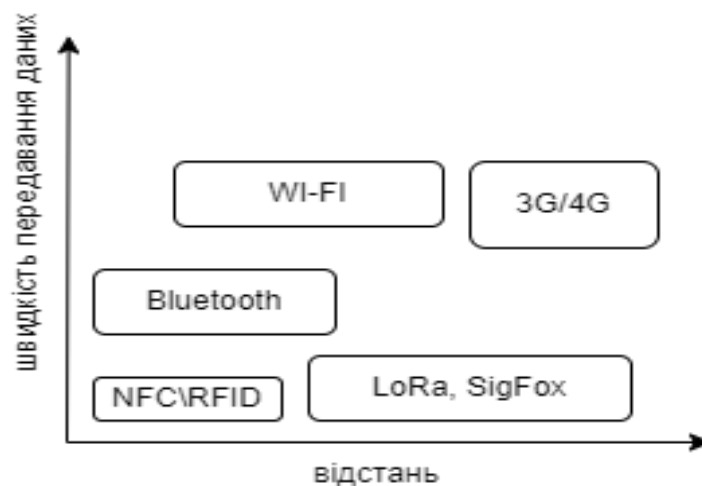 швидкість передавання даних
WI-FI
3G/4G
Bluetooth
NFC\RFID
LoRa, SigFox
відстань